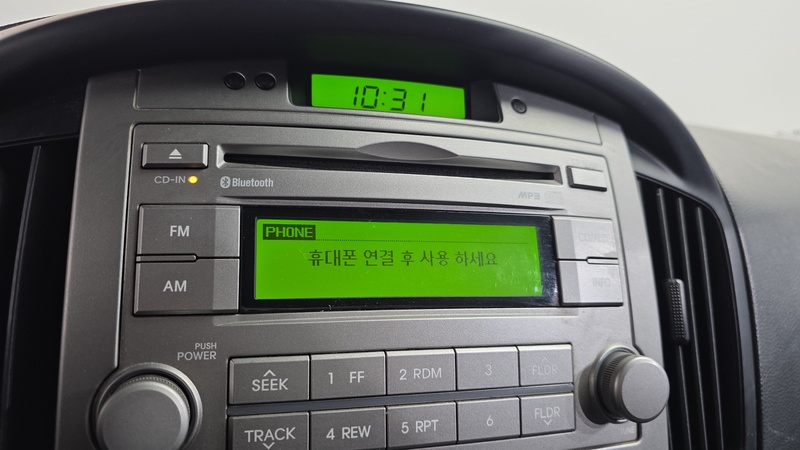 10:31
CD-IN
Bluetooth
MP3
FM
PHONE
휴대폰 연결 후 사용 하세요
AM
INFO
PUSH
POWER
SEEK
1 FF
2 RDM
3
FLDR
TRACK
4 REW
5 RPT
6
FLDR